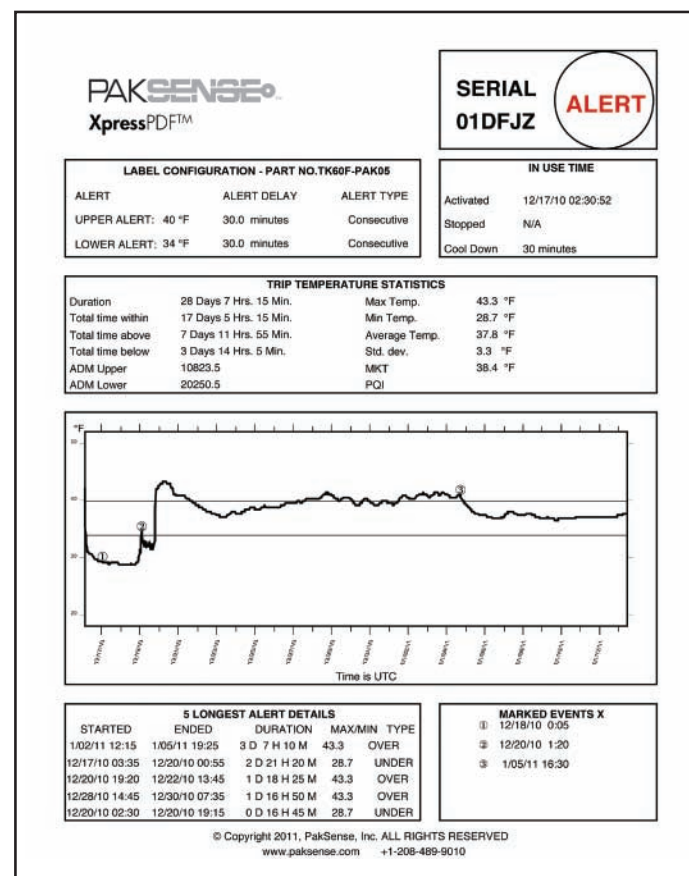 PAKSENSE
XpressPDF™
SERIAL
01DFJZ
ALERT
LABEL CONFIGURATION - PART NO.TK60F-PAK05
ALERT ALERT DELAY ALERT TYPE
UPPER ALERT: 40 °F 30.0 minutes Consecutive
LOWER ALERT: 34 °F 30.0 minutes Consecutive
IN USE TIME
Activated 12/17/10 02:30:52
Stopped N/A
Cool Down 30 minutes
TRIP TEMPERATURE STATISTICS
Duration 28 Days 7 Hrs. 15 Min. Max Temp. 43.3 °F
Total time within 17 Days 5 Hrs. 15 Min. Min Temp. 28.7 °F
Total time above 7 Days 11 Hrs. 55 Min. Average Temp. 37.8 °F
Total time below 3 Days 14 Hrs. 5 Min. Std. dev. 3.3 °F
ADM Upper 10823.5 MKT 38.4 °F
ADM Lower 20250.5 PQI
°F
③
②
①
Time is UTC
5 LONGEST ALERT DETAILS
STARTED ENDED DURATION MAX/MIN TYPE
1/02/11 12:15 1/05/11 19:25 3 D 7 H 10 M 43.3 OVER
12/17/10 03:35 12/20/10 00:55 2 D 21 H 20 M 28.7 UNDER
12/20/10 19:20 12/22/10 13:45 1 D 18 H 25 M 43.3 OVER
12/28/10 14:45 12/30/10 07:35 1 D 16 H 50 M 43.3 OVER
12/20/10 02:30 12/20/10 19:15 0 D 16 H 45 M 28.7 UNDER
MARKED EVENTS X
① 12/18/10 0:05
② 12/20/10 1:20
③ 1/05/11 16:30
© Copyright 2011, PakSense, Inc. ALL RIGHTS RESERVED
www.paksense.com +1-208-489-9010